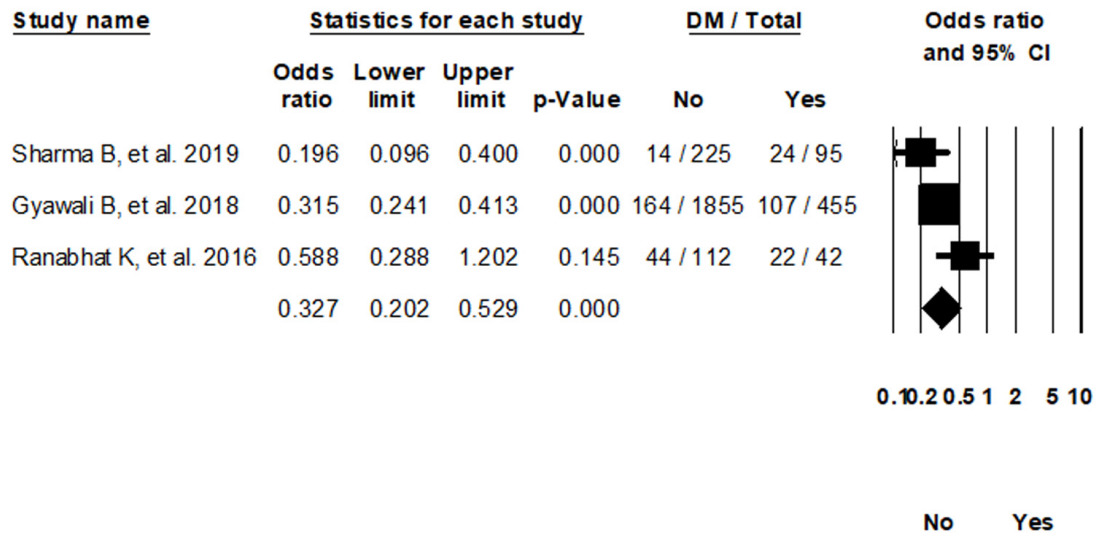 Study name Statistics for each study DM / Total Odds ratio
and 95% CI
Odds Lower Upper
ratio limit limit p-Value No Yes
Sharma B, et al. 2019 0.196 0.096 0.400 0.000 14 / 225 24 / 95
Gyawali B, et al. 2018 0.315 0.241 0.413 0.000 164 / 1855 107 / 455
Ranabhat K, et al. 2016 0.588 0.288 1.202 0.145 44 / 112 22 / 42
0.327 0.202 0.529 0.000
0.1 0.2 0.5 1 2 5 10
No Yes